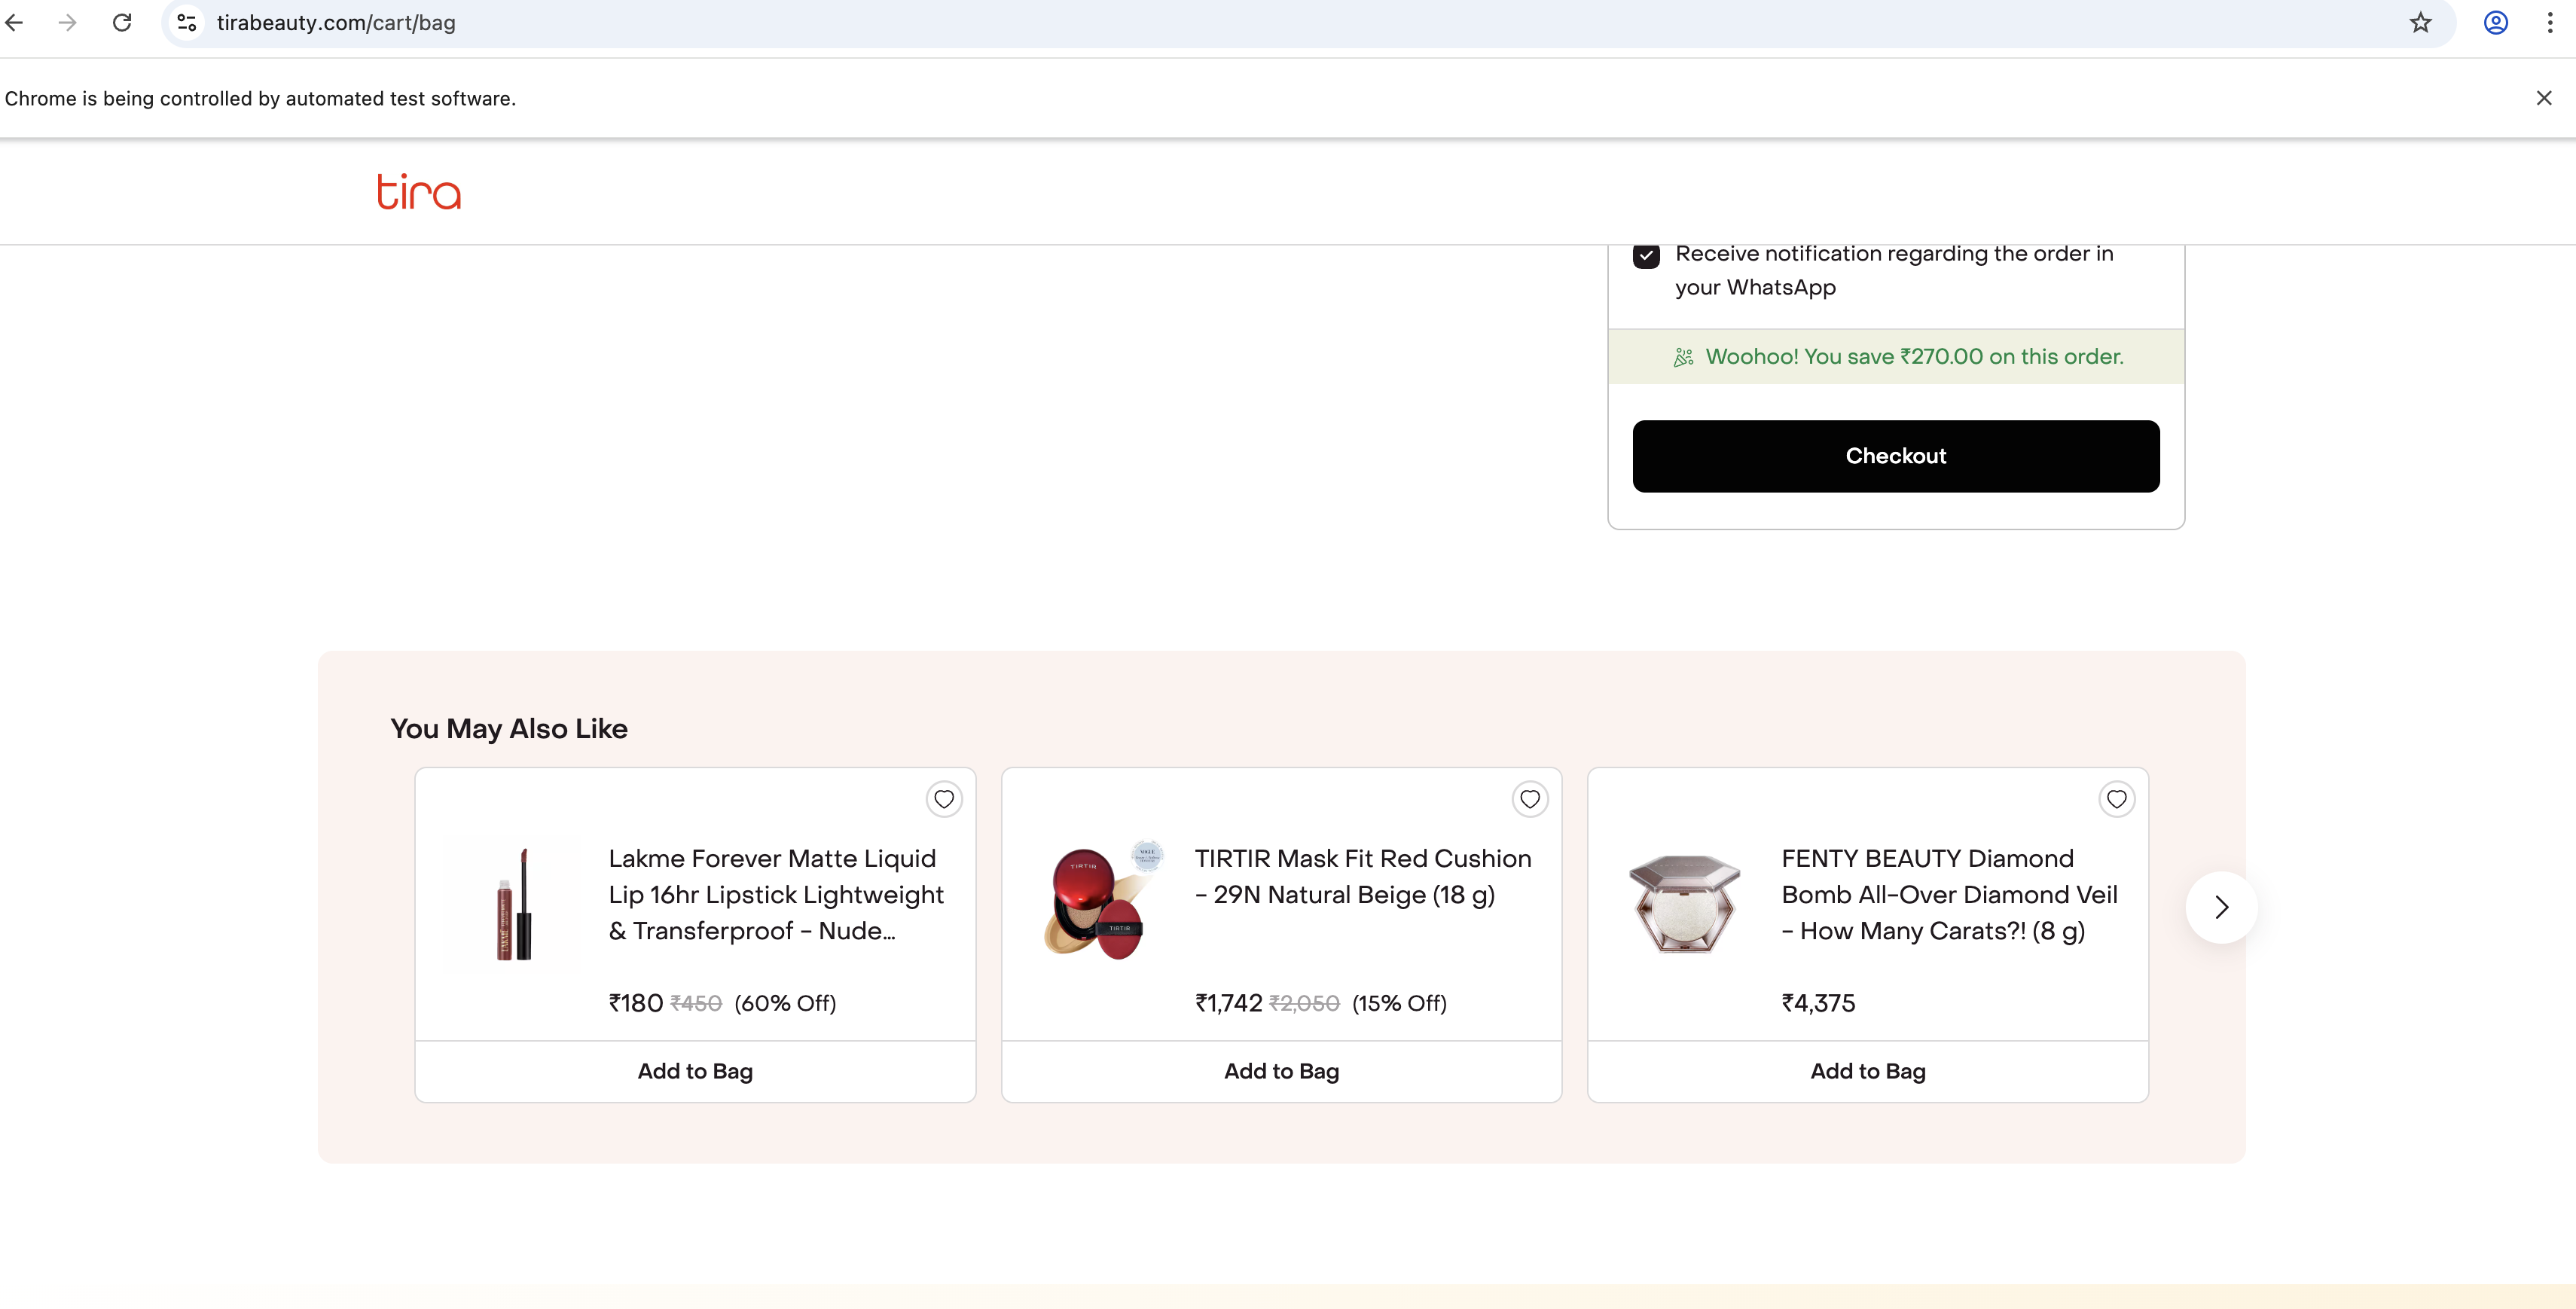 tirabeauty.com/cart/bag
Chrome is being controlled by automated test software.
tira
Receive notification regarding the order in
your WhatsApp
Woohoo! You save ₹270.00 on this order.
Checkout
You May Also Like
Lakme Forever Matte Liquid
Lip 16hr Lipstick Lightweight
& Transferproof - Nude...
₹180 ₹450 (60% Off)
Add to Bag
TIRTIR
TIRTIR
TIRTIR Mask Fit Red Cushion
- 29N Natural Beige (18 g)
₹1,742 ₹2,050 (15% Off)
Add to Bag
FENTY BEAUTY Diamond
Bomb All-Over Diamond Veil
- How Many Carats?! (8 g)
₹4,375
Add to Bag